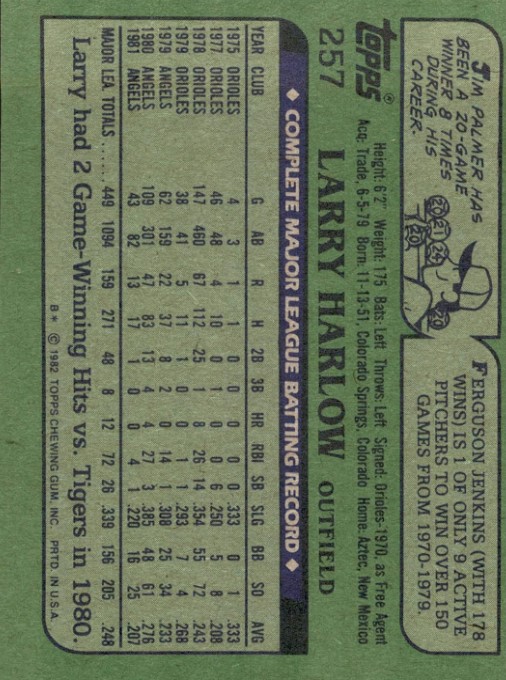 JIM PALMER HAS
BEEN A 20-GAME
WINNER 8 TIMES
DURING HIS
CAREER.
20 21 24 20 20
FERGUSON JENKINS (WITH 178
WINS) IS 1 OF ONLY 9 ACTIVE
PITCHERS TO WIN OVER 150
GAMES FROM 1970-1979.
topps®
Height: 6'2" Weight: 175 Bats: Left Throws: Left Signed: Orioles-1970, as Free Agent
Acq: Trade, 6-5-79 Born: 11-13-51, Colorado Springs, Colorado Home: Aztec, New Mexico
257 LARRY HARLOW OUTFIELD
◆ COMPLETE MAJOR LEAGUE BATTING RECORD ◆
YEAR CLUB G AB R H 2B 3B HR RBI SB SLG BB SO AVG
1975 ORIOLES 4 3 1 1 0 0 0 0 0 .333 0 1 .333
1977 ORIOLES 46 48 4 10 0 1 0 0 6 .250 5 8 .208
1978 ORIOLES 147 460 67 112 25 1 8 26 14 .354 55 72 .243
1979 ORIOLES 38 41 5 11 1 0 0 1 1 .293 7 4 .268
1979 ANGELS 62 159 22 37 8 2 0 14 1 .308 25 34 .233
1980 ANGELS 109 301 47 83 13 4 4 27 3 .385 48 61 .276
1981 ANGELS 43 82 13 17 1 0 0 4 1 .220 16 25 .207
MAJOR LEA. TOTALS ...... 449 1094 159 271 48 8 12 72 26 .339 156 205 .248
Larry had 2 Game-Winning Hits vs. Tigers in 1980.
B* © 1982 TOPPS CHEWING GUM, INC. PRTD. IN U.S.A.